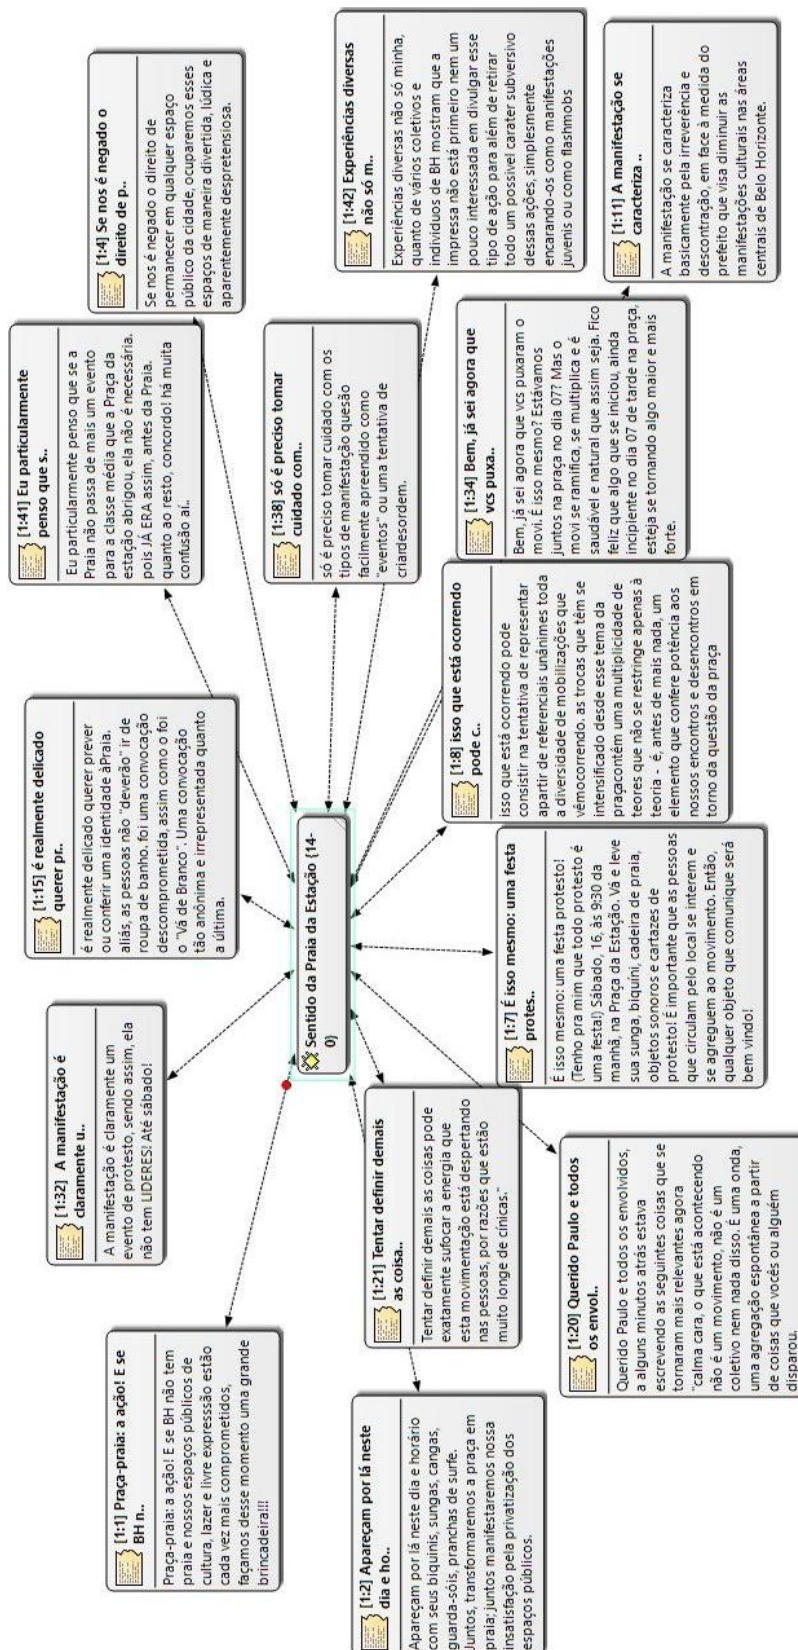 [1:1] Praça-praia: a ação! E se
BH n..
Praça-praia: a ação! E se BH não tem
praia e nossos espaços públicos de
cultura, lazer e livre expresssão estão
cada vez mais comprometidos,
façamos desse momento uma grande
brincadeira!!!
[1:32] A manifestação é
claramente u..
A manifestação é claramente um
evento de protesto, sendo assim, ela
não tem LIDERES! Até sábado!
[1:15] é realmente delicado
querer pr..
é realmente delicado querer prever
ou conferir uma identidade àPraia.
aliás, as pessoas não "deverão" ir de
roupa de banho. foi uma convocação
descomprometida, assim como o foi
o "Vá de Branco". Uma convocação
tão anônima e irrepresentada quanto
a última.
[1:41] Eu particularmente
penso que s..
Eu particularmente penso que se a
Praia não passa de mais um evento
para a classe média que a Praça da
estação abrigou, ela não é necessária.
pois JÁ ERA assim, antes da Praia.
quanto ao resto, concordo! há muita
confusão aí..
[1:4] Se nos é negado o
direito de p..
Se nos é negado o direito de
permanecer em qualquer espaço
público da cidade, ocuparemos esses
espaços de maneira divertida, lúdica e
aparentemente despretensiosa.
[1:2] Apareçam por lá neste
dia e ho..
Apareçam por lá neste dia e horário
com seus biquinis, sungas, cangas,
guarda-sóis, pranchas de surfe.
Juntos, transformaremos a praça em
praia; juntos manifestaremos nossa
insatisfação pela privatização dos
espaços públicos.
[1:21] Tentar definir demais
as coisa..
Tentar definir demais as coisas pode
exatamente sufocar a energia que
esta movimentação está despertando
nas pessoas, por razões que estão
muito longe de cínicas."
Sentido da Praia da Estação {14-
0}
[1:38] só é preciso tomar
cuidado com..
só é preciso tomar cuidado com os
tipos de manifestação quesão
facilmente apreendido como
"eventos" ou uma tentativa de
criardesordem.
[1:42] Experiências diversas
não só m..
Experiências diversas não só minha,
quanto de vários coletivos e
individuos de BH mostram que a
impressa não está primeiro nem um
pouco interessada em divulgar esse
tipo de ação para além de retirar
todo um possivel carater subversivo
dessas ações, simplesmente
encarando-os como manifestações
juvenis ou como flashmobs
[1:20] Querido Paulo e todos
os envol..
Querido Paulo e todos os envolvidos,
a alguns minutos atrás estava
escrevendo as seguintes coisas que se
tornaram mais relevantes agora
"calma cara, o que está acontecendo
não é um movimento, não é um
coletivo nem nada disso. É uma onda,
uma agregação espontânea a partir
de coisas que vocês ou alguém
disparou.
[1:7] É isso mesmo: uma festa
protes..
É isso mesmo: uma festa protesto!
(Tenho pra mim que todo protesto é
uma festa!) Sábado, 16, às 9:30 da
manhã, na Praça da Estação. Vá e leve
sua sunga, biquíni, cadeira de praia,
objetos sonoros e cartazes de
protesto! É importante que as pessoas
que circulam pelo local se interem e
se agreguem ao movimento. Então,
qualquer objeto que comunique será
bem vindo!
[1:8] isso que está ocorrendo
pode c..
isso que está ocorrendo pode
consistir na tentativa de representar
apartir de referenciais unânimes toda
a diversidade de mobilizações que
vêmocorrendo. as trocas que têm se
intensificado desde esse tema da
praçacontêm uma multiplicidade de
teores que não se restringe apenas à
teoria - é, antes de mais nada, um
elemento que confere potência aos
nossos encontros e desencontros em
torno da questão da praça
[1:34] Bem, já sei agora que
vcs puxa..
Bem, já sei agora que vcs puxaram o
movi. É isso mesmo? Estávamos
juntos na praça no dia 07? Mas o
movi se ramifica, se multiplica e é
saudável e natural que assim seja. Fico
feliz que algo que se iniciou, ainda
incipiente no dia 07 de tarde na praça,
esteja se tornando algo maior e mais
forte.
[1:11] A manifestação se
caracteriza ..
A manifestação se caracteriza
basicamente pela irreverência e
descontração, em face à medida do
prefeito que visa diminuir as
manifestações culturais nas áreas
centrais de Belo Horizonte.